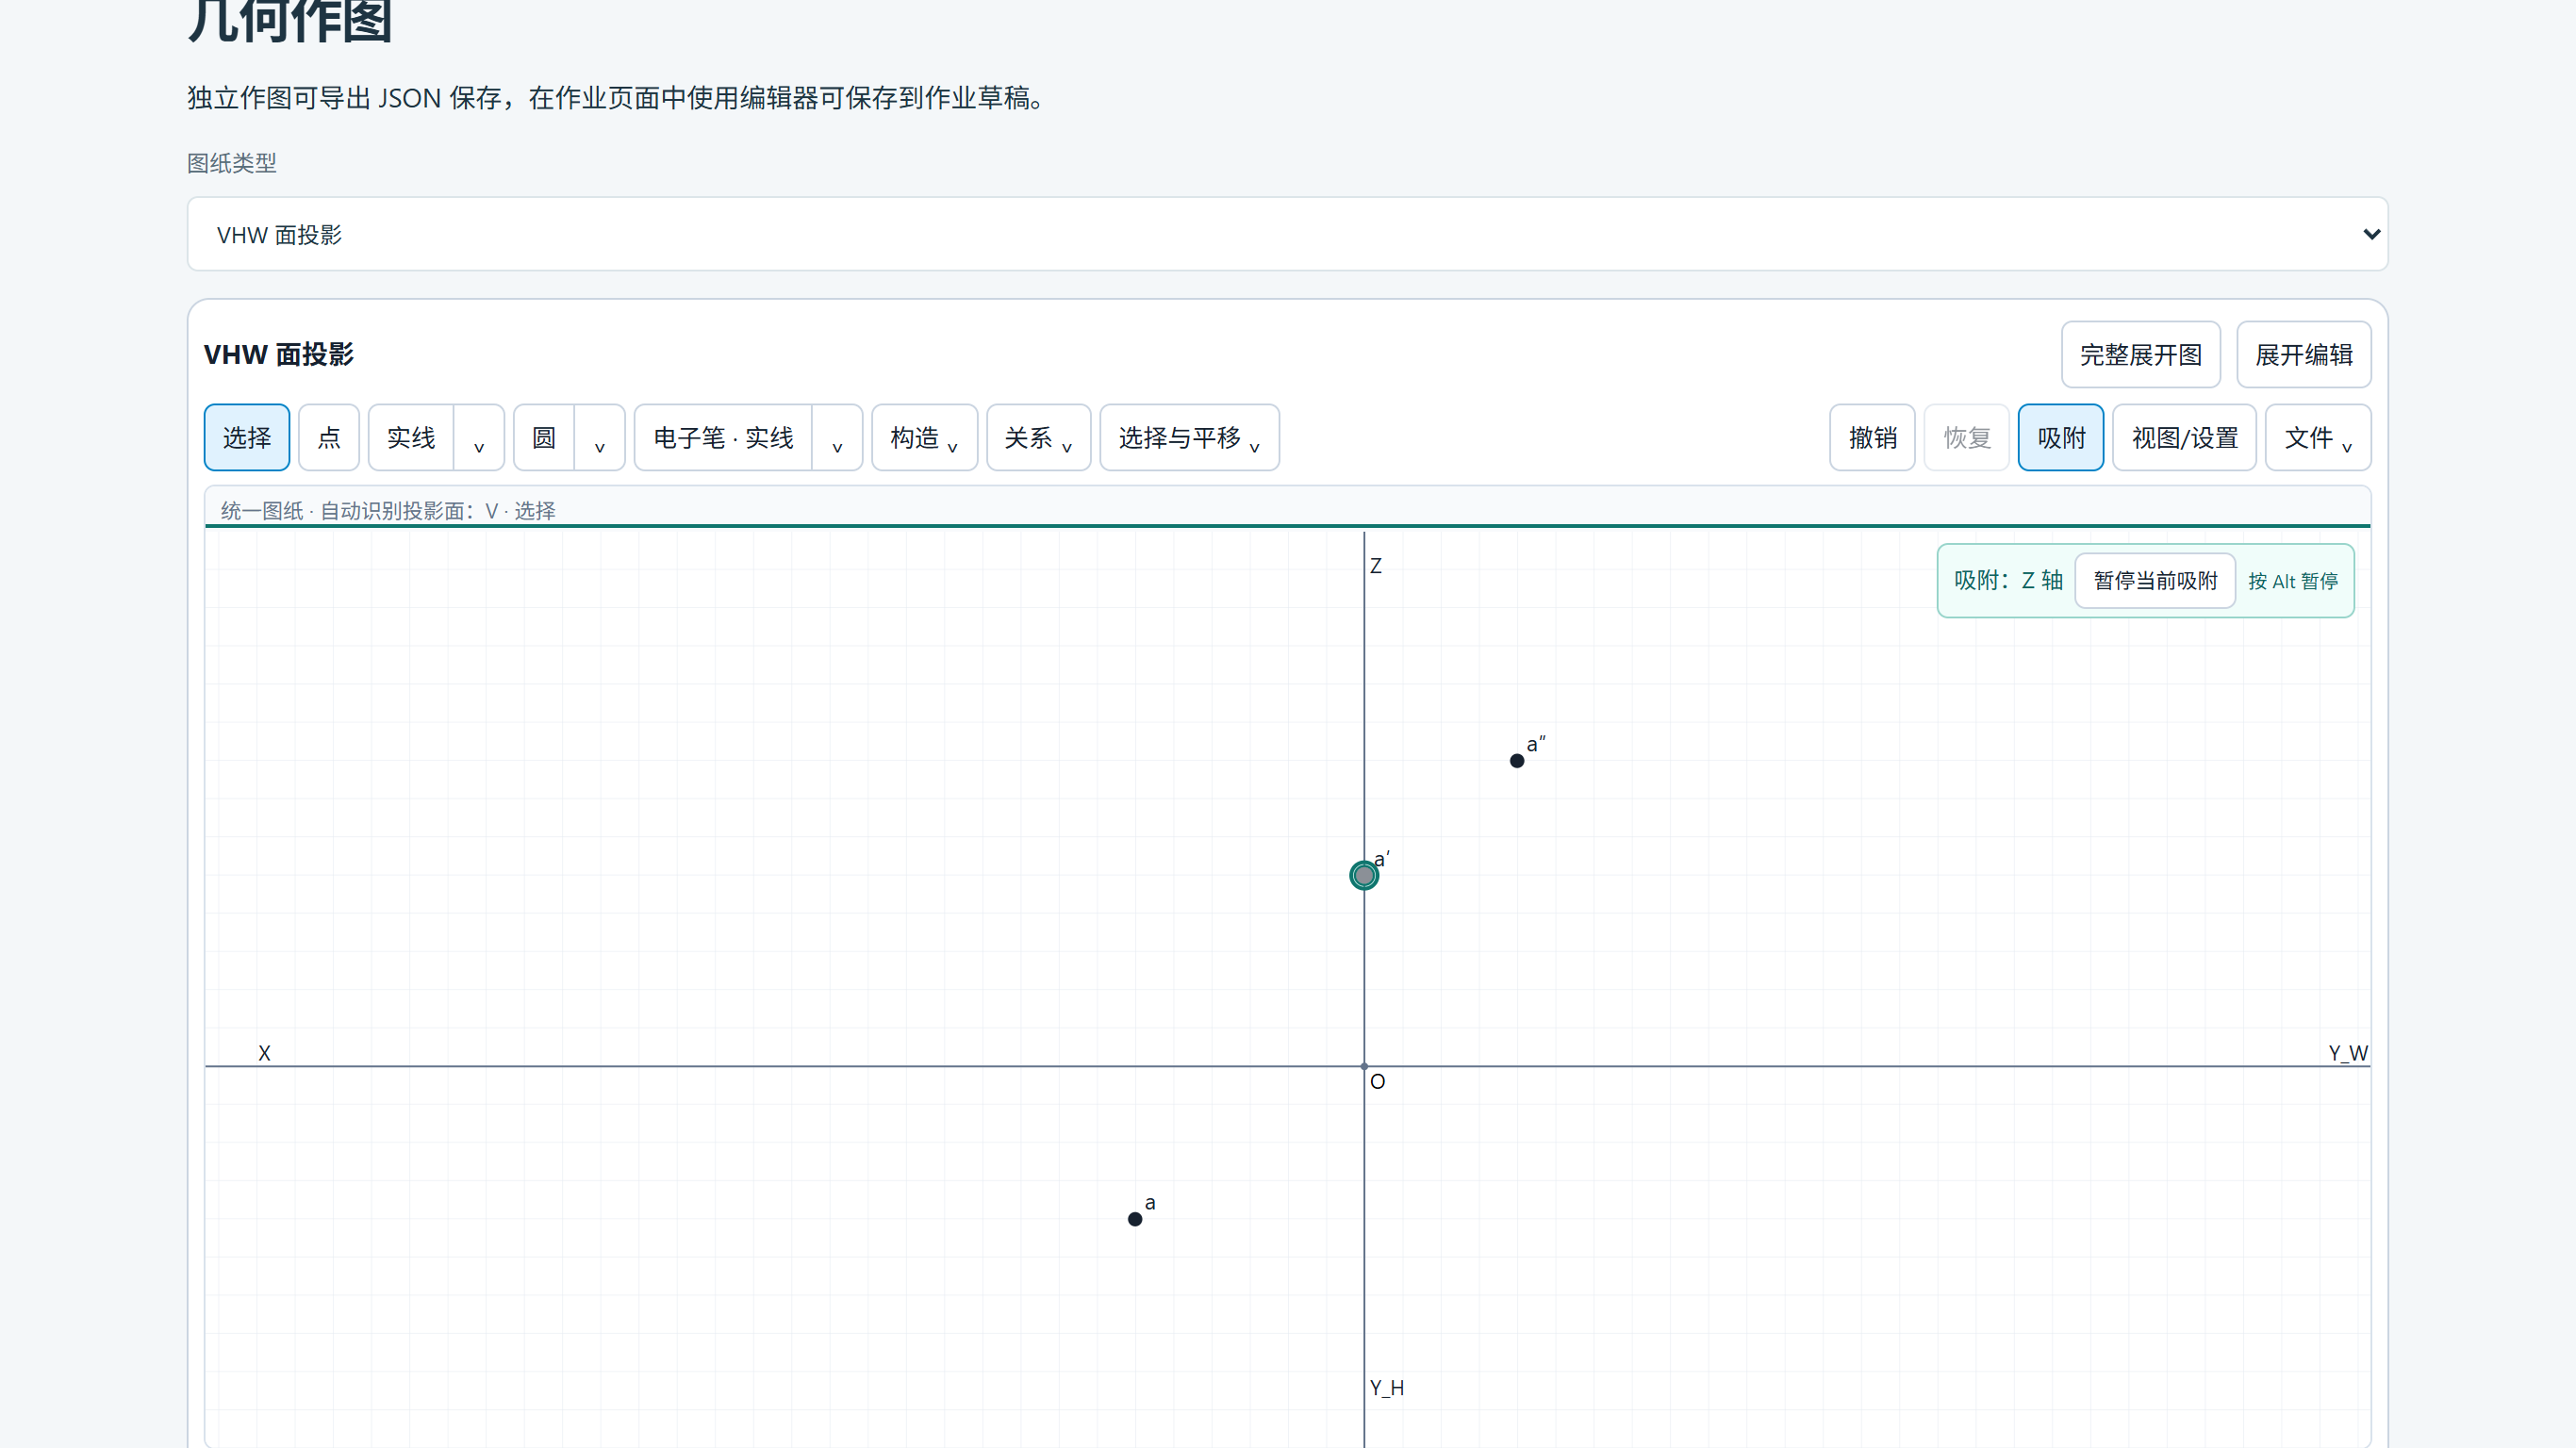 几何作图
独立作图可导出 JSON 保存，在作业页面中使用编辑器可保存到作业草稿。
图纸类型
VHW 面投影
VHW 面投影
完整展开图
展开编辑
选择
点
实线
圆
电子笔 · 实线
构造
关系
选择与平移
撤销
恢复
吸附
视图/设置
文件
统一图纸 · 自动识别投影面：V · 选择
吸附：Z 轴
暂停当前吸附
按 Alt 暂停
Z
a″
a′
X
Y_W
O
a
Y_H